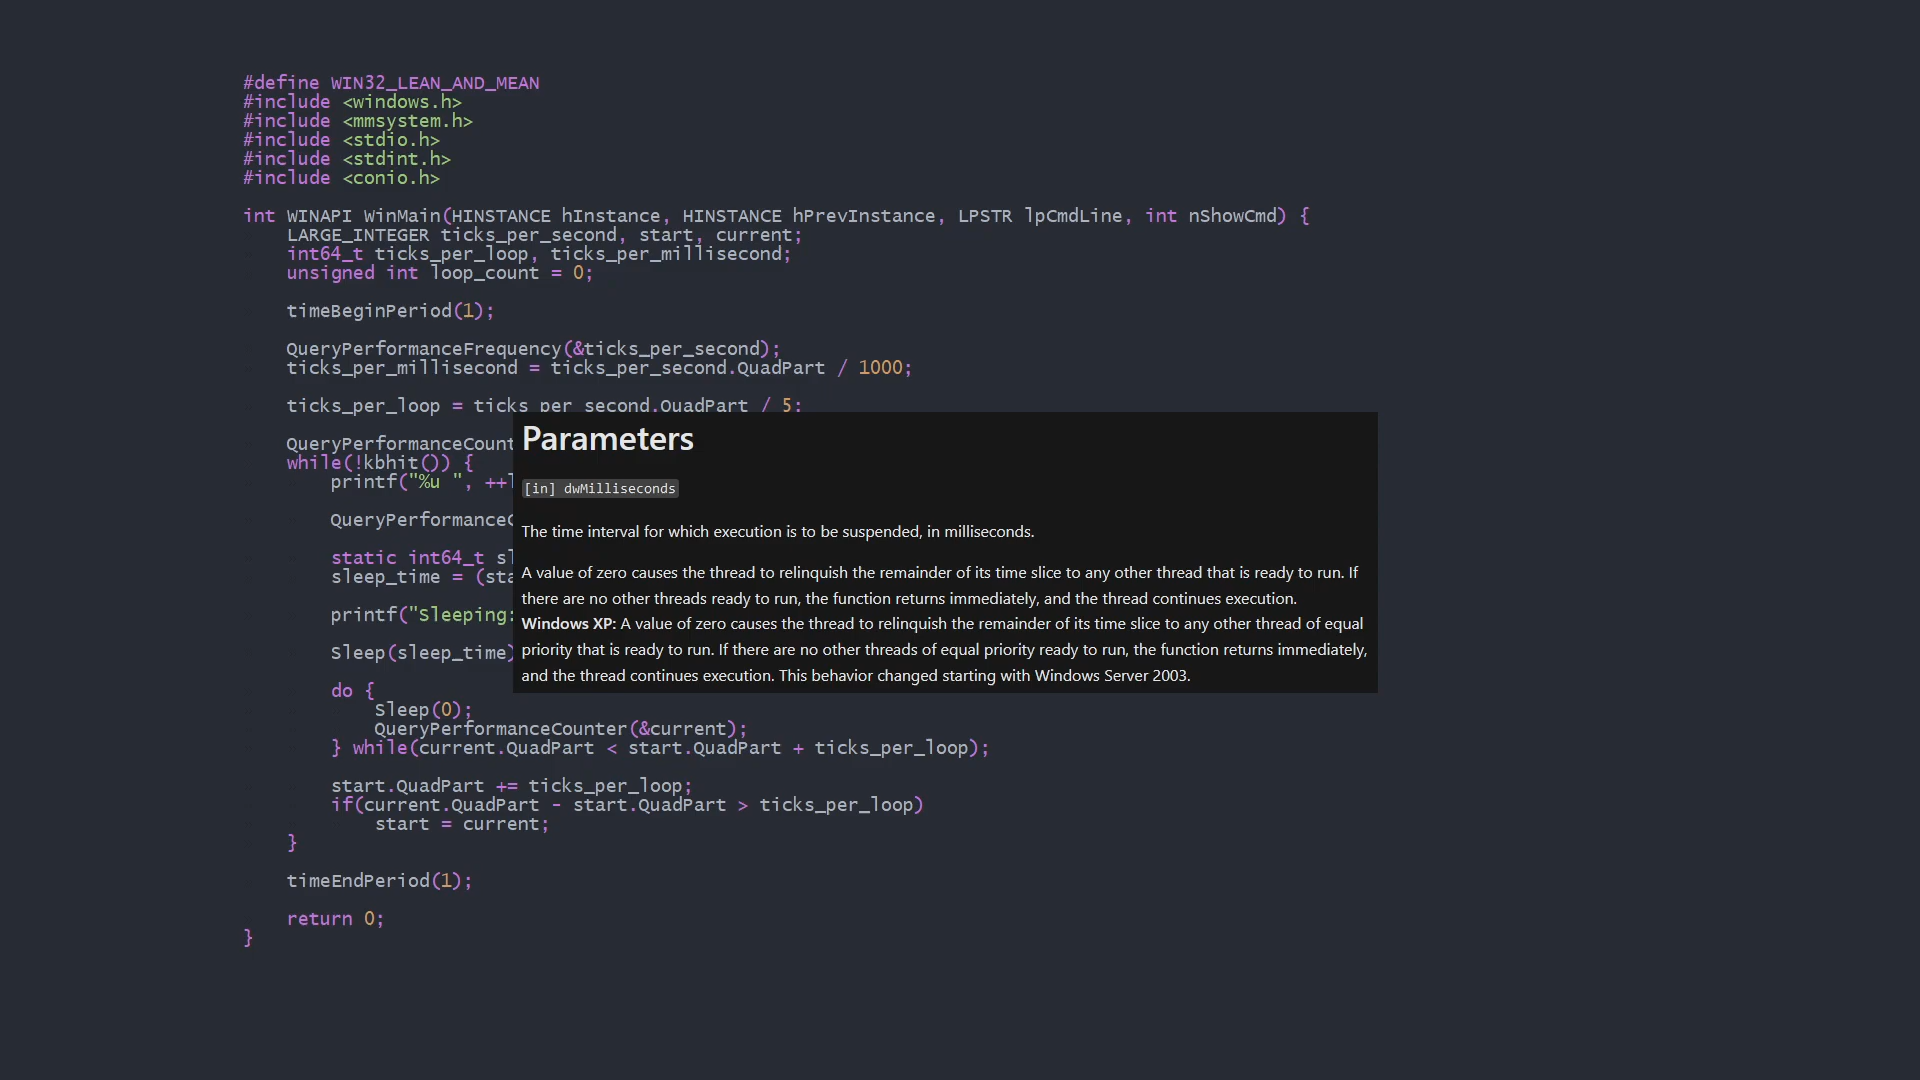 #define WIN32_LEAN_AND_MEAN
#include <windows.h>
#include <mmsystem.h>
#include <stdio.h>
#include <stdint.h>
#include <conio.h>
int WINAPI WinMain(HINSTANCE hInstance, HINSTANCE hPrevInstance, LPSTR lpCmdLine, int nShowCmd) {
LARGE_INTEGER ticks_per_second, start, current;
int64_t ticks_per_loop, ticks_per_millisecond;
unsigned int loop_count = 0;
timeBeginPeriod(1);
QueryPerformanceFrequency(&ticks_per_second);
ticks_per_millisecond = ticks_per_second.QuadPart / 1000;
ticks_per_loop = ticks_per_second.QuadPart / 5;
QueryPerformanceCount
while(!kbhit()) {
printf("%u ", ++l
QueryPerformanceC
static int64_t sl
sleep_time = (sta
printf("Sleeping:
Sleep(sleep_time)
Parameters
[in] dwMilliseconds
The time interval for which execution is to be suspended, in milliseconds.
A value of zero causes the thread to relinquish the remainder of its time slice to any other thread that is ready to run. If
there are no other threads ready to run, the function returns immediately, and the thread continues execution.
Windows XP: A value of zero causes the thread to relinquish the remainder of its time slice to any other thread of equal
priority that is ready to run. If there are no other threads of equal priority ready to run, the function returns immediately,
and the thread continues execution. This behavior changed starting with Windows Server 2003.
do {
Sleep(0);
QueryPerformanceCounter(&current);
} while(current.QuadPart < start.QuadPart + ticks_per_loop);
start.QuadPart += ticks_per_loop;
if(current.QuadPart - start.QuadPart > ticks_per_loop)
start = current;
}
timeEndPeriod(1);
return 0;
}